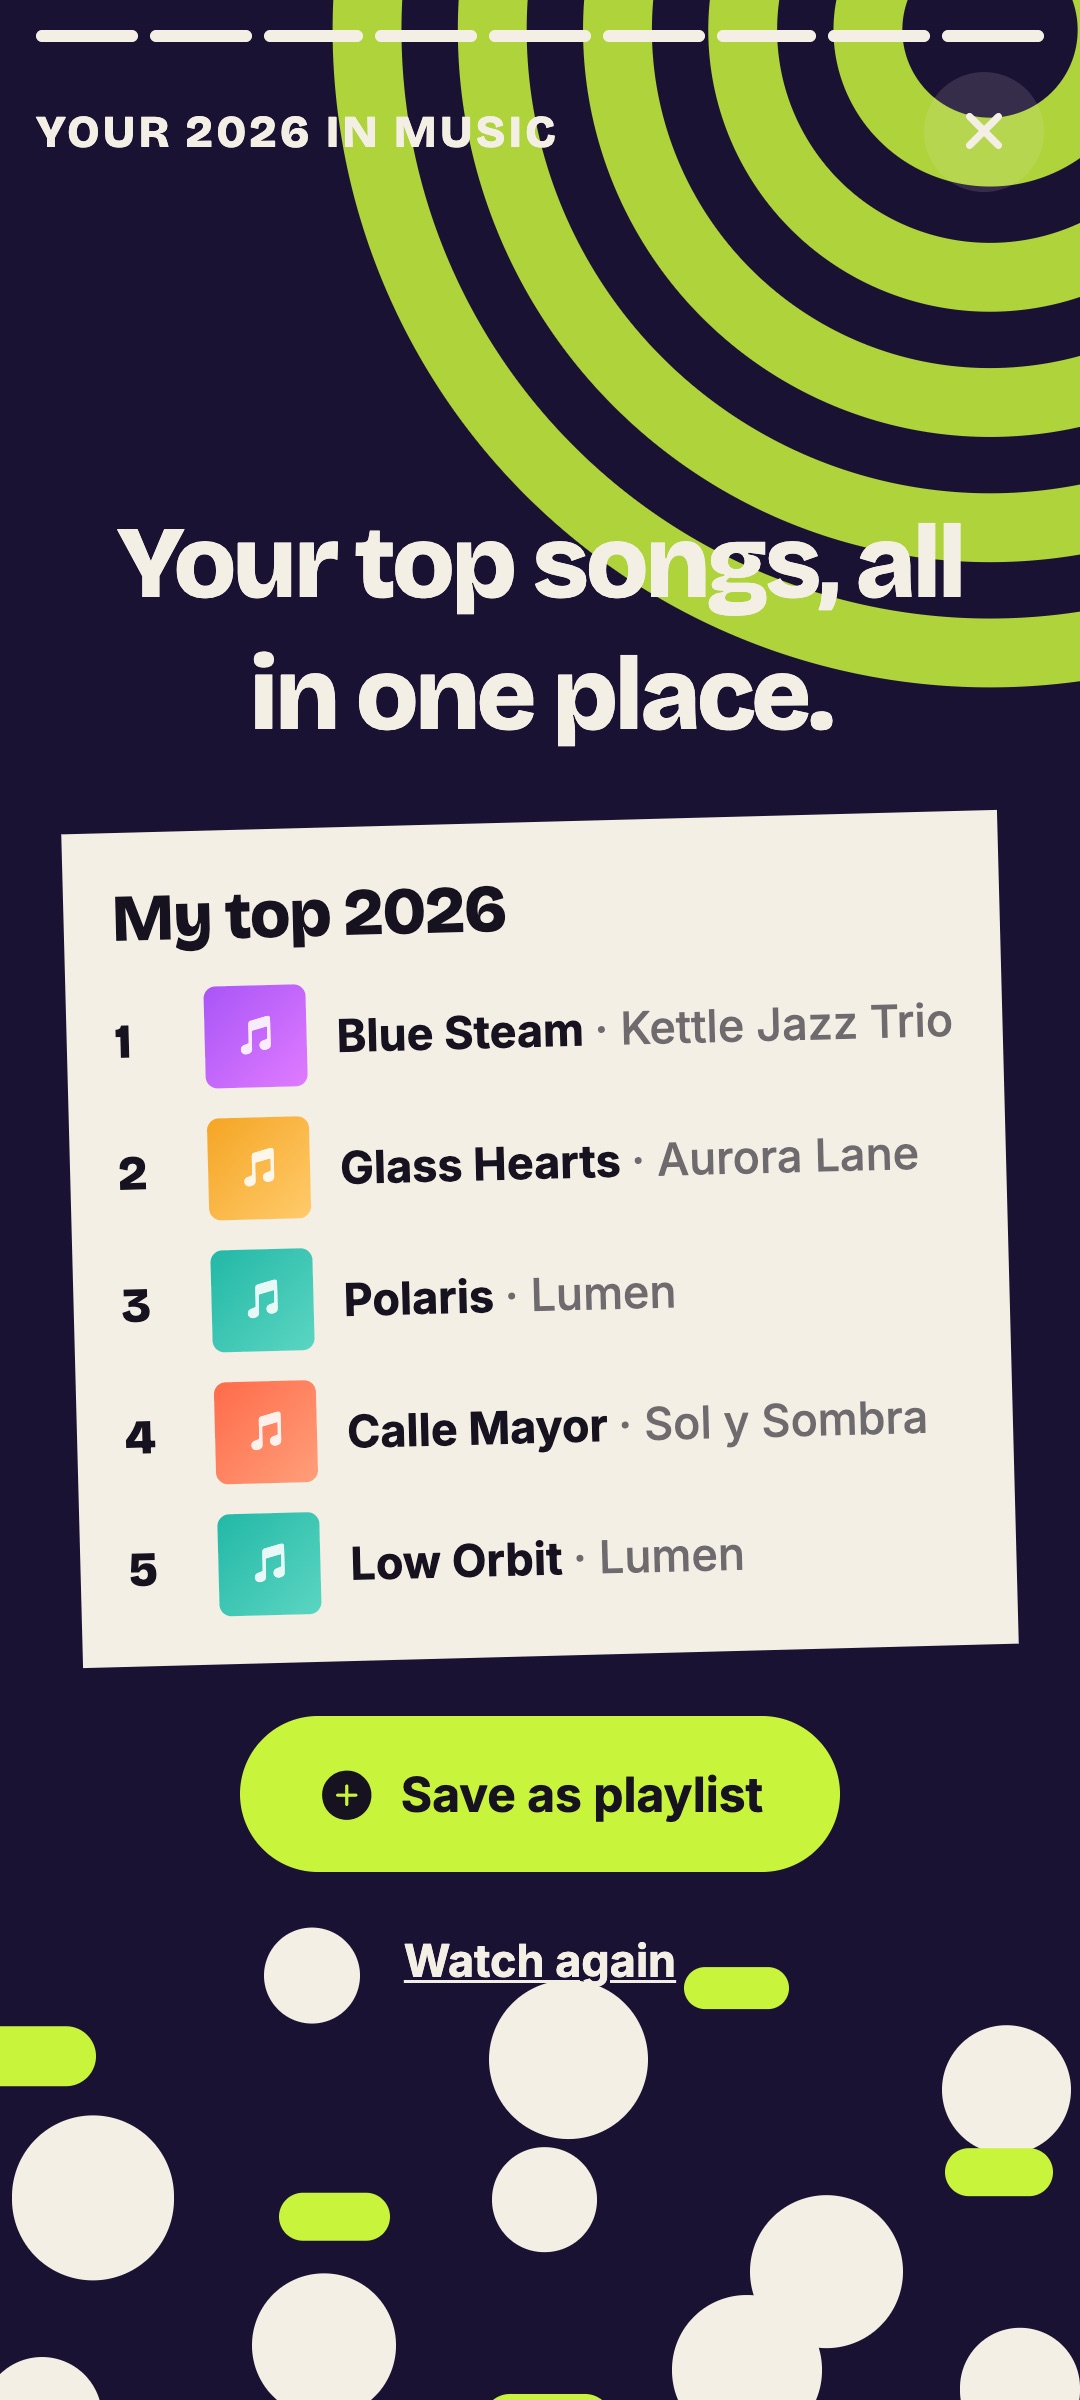 YOUR 2026 IN MUSIC
Your top songs, all
in one place.
My top 2026
1 Blue Steam · Kettle Jazz Trio
2 Glass Hearts · Aurora Lane
3 Polaris · Lumen
4 Calle Mayor · Sol y Sombra
5 Low Orbit · Lumen
Save as playlist
Watch again